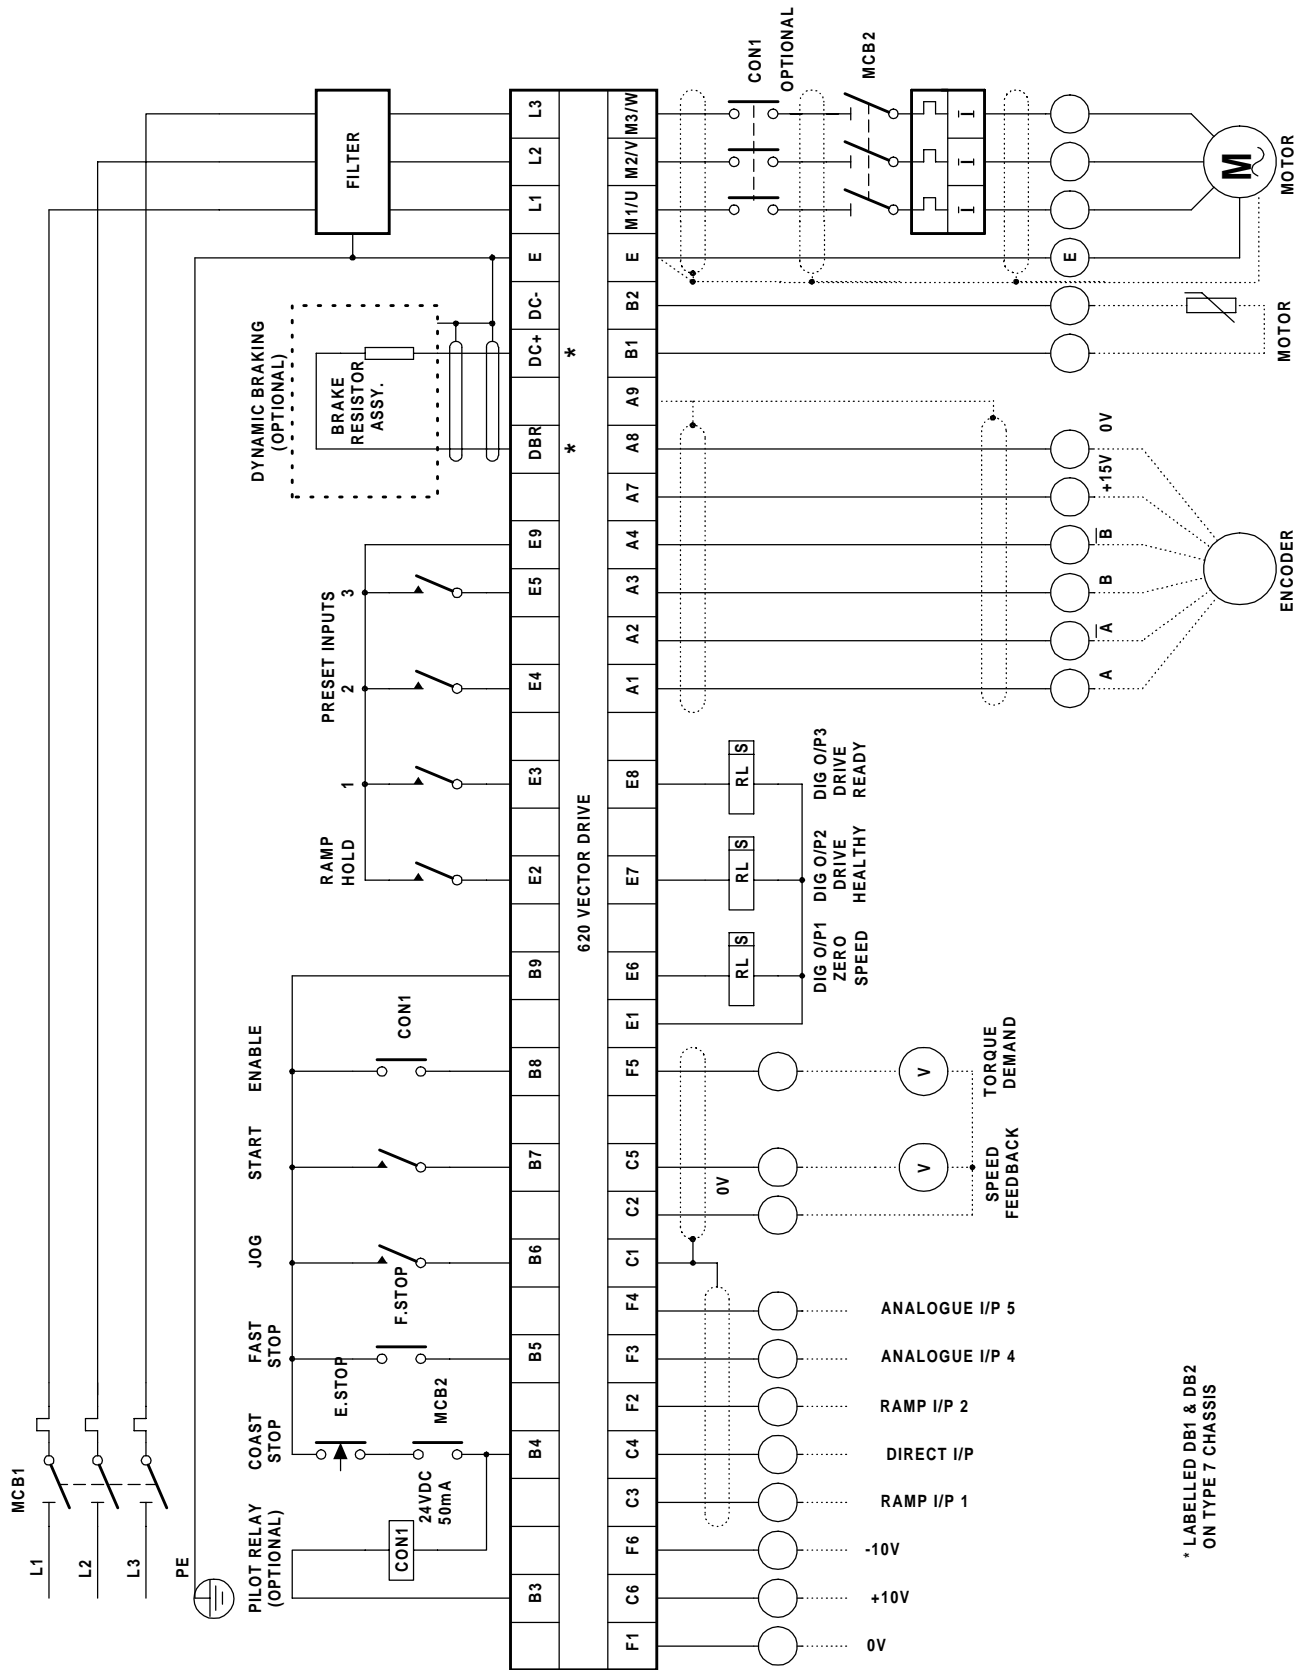 MCB1
L1
L2
L3
PE
FILTER
PILOT RELAY
(OPTIONAL)
CON1
24VDC
50mA
COAST
STOP
E.STOP
MCB2
FAST
STOP
F.STOP
JOG
START
ENABLE
CON1
RAMP
HOLD
PRESET INPUTS
1
2
3
DYNAMIC BRAKING
(OPTIONAL)
BRAKE
RESISTOR
ASSY.
B3
B4
B5
B6
B7
B8
B9
E2
E3
E4
E5
E9
DBR
DC+
DC-
E
L1
L2
L3
*
*
620 VECTOR DRIVE
F1
C6
F6
C3
C4
F2
F3
F4
C1
C2
C5
F5
E1
E6
E7
E8
A1
A2
A3
A4
A7
A8
A9
B1
B2
E
M1/U
M2/V
M3/W
0V
+10V
-10V
RAMP I/P 1
DIRECT I/P
RAMP I/P 2
ANALOGUE I/P 4
ANALOGUE I/P 5
0V
V
V
SPEED
FEEDBACK
TORQUE
DEMAND
RL S
RL S
RL S
DIG O/P1
ZERO
SPEED
DIG O/P2
DRIVE
HEALTHY
DIG O/P3
DRIVE
READY
A
A̅
B
B̅
+15V
0V
ENCODER
MOTOR
CON1
OPTIONAL
MCB2
I
I
I
E
M
MOTOR
* LABELLED DB1 & DB2
ON TYPE 7 CHASSIS